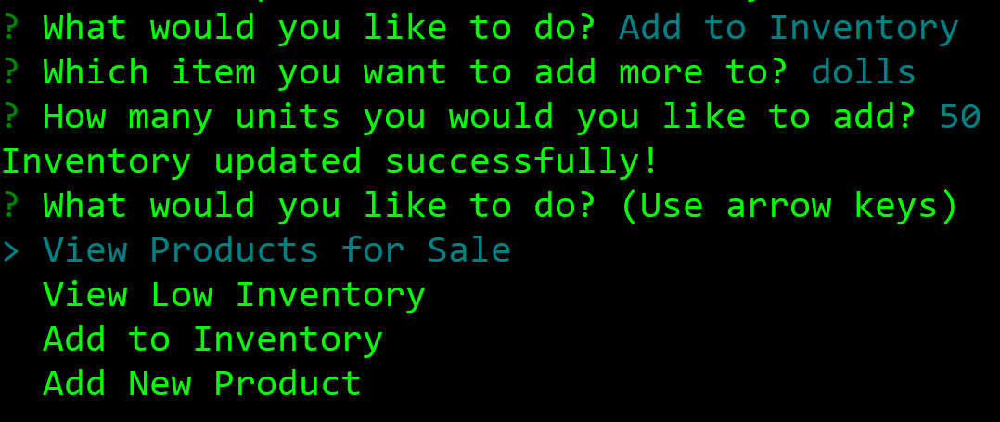 ? What would you like to do? Add to Inventory
? Which item you want to add more to? dolls
? How many units you would you like to add? 50
Inventory updated successfully!
? What would you like to do? (Use arrow keys)
> View Products for Sale
  View Low Inventory
  Add to Inventory
  Add New Product